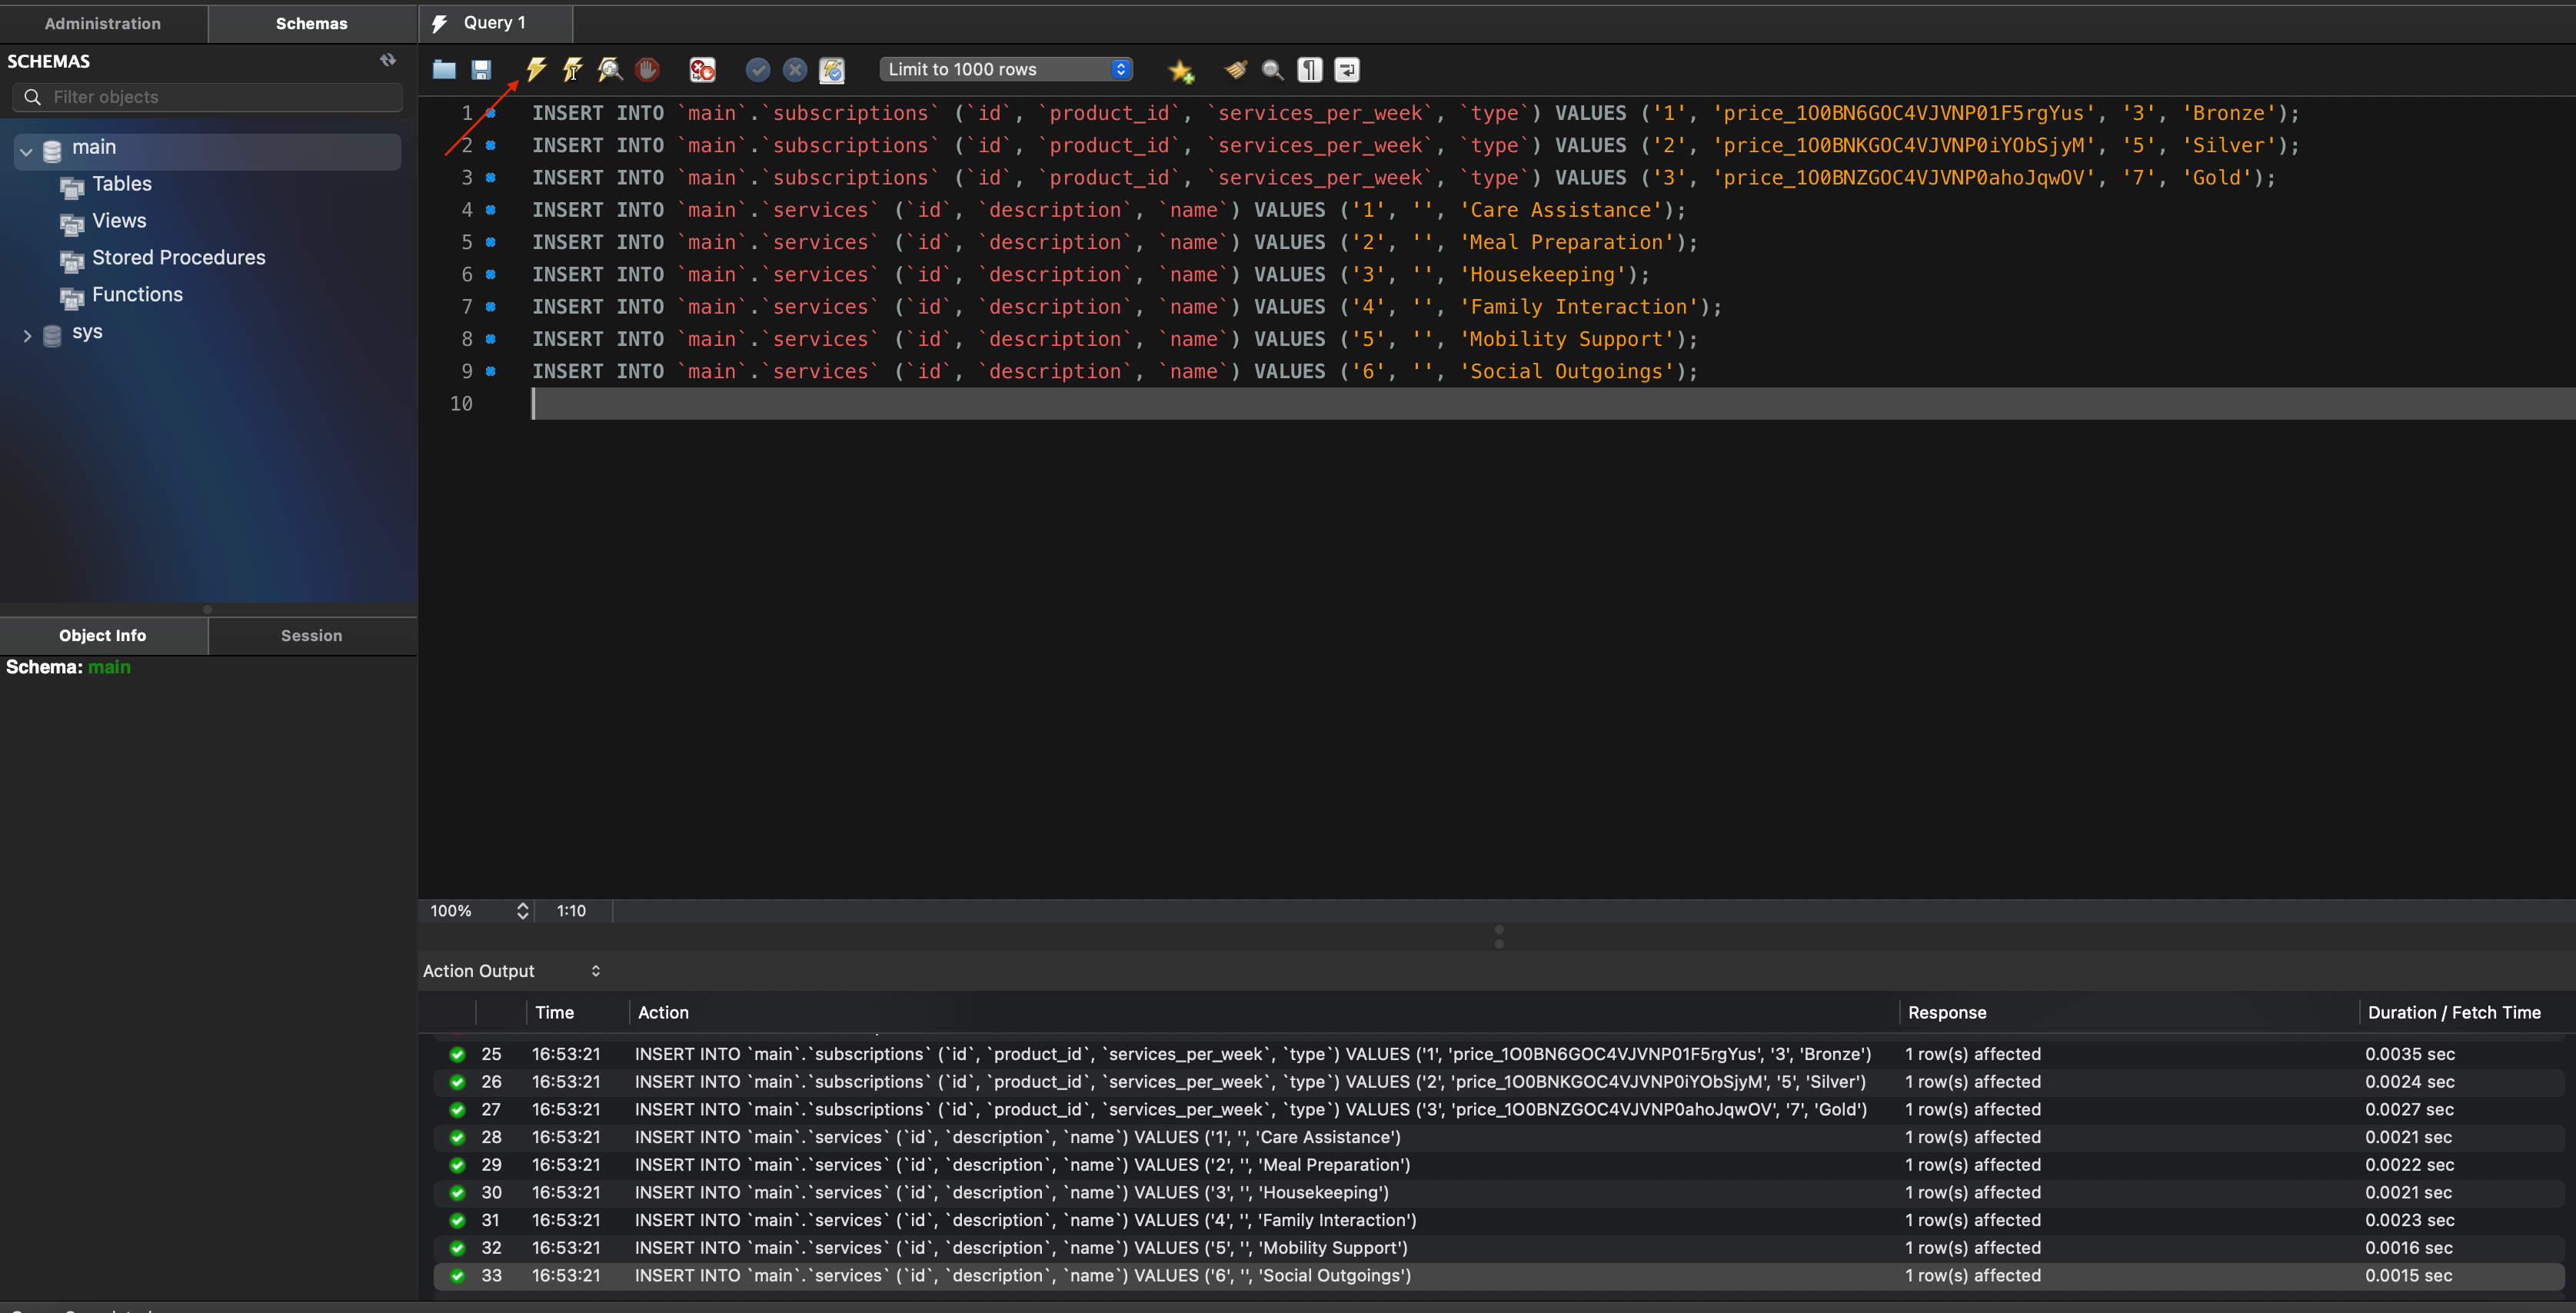 Administration
Schemas
Query 1
SCHEMAS
Limit to 1000 rows
Filter objects
main
Tables
Views
Stored Procedures
Functions
sys
1 INSERT INTO `main`.`subscriptions` (`id`, `product_id`, `services_per_week`, `type`) VALUES ('1', 'price_1O0BN6GOC4VJVNP01F5rgYus', '3', 'Bronze');
2 INSERT INTO `main`.`subscriptions` (`id`, `product_id`, `services_per_week`, `type`) VALUES ('2', 'price_1O0BNKGOC4VJVNP0iYObSjyM', '5', 'Silver');
3 INSERT INTO `main`.`subscriptions` (`id`, `product_id`, `services_per_week`, `type`) VALUES ('3', 'price_1O0BNZGOC4VJVNP0ahoJqwOV', '7', 'Gold');
4 INSERT INTO `main`.`services` (`id`, `description`, `name`) VALUES ('1', '', 'Care Assistance');
5 INSERT INTO `main`.`services` (`id`, `description`, `name`) VALUES ('2', '', 'Meal Preparation');
6 INSERT INTO `main`.`services` (`id`, `description`, `name`) VALUES ('3', '', 'Housekeeping');
7 INSERT INTO `main`.`services` (`id`, `description`, `name`) VALUES ('4', '', 'Family Interaction');
8 INSERT INTO `main`.`services` (`id`, `description`, `name`) VALUES ('5', '', 'Mobility Support');
9 INSERT INTO `main`.`services` (`id`, `description`, `name`) VALUES ('6', '', 'Social Outgoings');
10
Object Info
Session
Schema: main
100% 1:10
Action Output
Time Action Response Duration / Fetch Time
25 16:53:21 INSERT INTO `main`.`subscriptions` (`id`, `product_id`, `services_per_week`, `type`) VALUES ('1', 'price_1O0BN6GOC4VJVNP01F5rgYus', '3', 'Bronze') 1 row(s) affected 0.0035 sec
26 16:53:21 INSERT INTO `main`.`subscriptions` (`id`, `product_id`, `services_per_week`, `type`) VALUES ('2', 'price_1O0BNKGOC4VJVNP0iYObSjyM', '5', 'Silver') 1 row(s) affected 0.0024 sec
27 16:53:21 INSERT INTO `main`.`subscriptions` (`id`, `product_id`, `services_per_week`, `type`) VALUES ('3', 'price_1O0BNZGOC4VJVNP0ahoJqwOV', '7', 'Gold') 1 row(s) affected 0.0027 sec
28 16:53:21 INSERT INTO `main`.`services` (`id`, `description`, `name`) VALUES ('1', '', 'Care Assistance') 1 row(s) affected 0.0021 sec
29 16:53:21 INSERT INTO `main`.`services` (`id`, `description`, `name`) VALUES ('2', '', 'Meal Preparation') 1 row(s) affected 0.0022 sec
30 16:53:21 INSERT INTO `main`.`services` (`id`, `description`, `name`) VALUES ('3', '', 'Housekeeping') 1 row(s) affected 0.0021 sec
31 16:53:21 INSERT INTO `main`.`services` (`id`, `description`, `name`) VALUES ('4', '', 'Family Interaction') 1 row(s) affected 0.0023 sec
32 16:53:21 INSERT INTO `main`.`services` (`id`, `description`, `name`) VALUES ('5', '', 'Mobility Support') 1 row(s) affected 0.0016 sec
33 16:53:21 INSERT INTO `main`.`services` (`id`, `description`, `name`) VALUES ('6', '', 'Social Outgoings') 1 row(s) affected 0.0015 sec